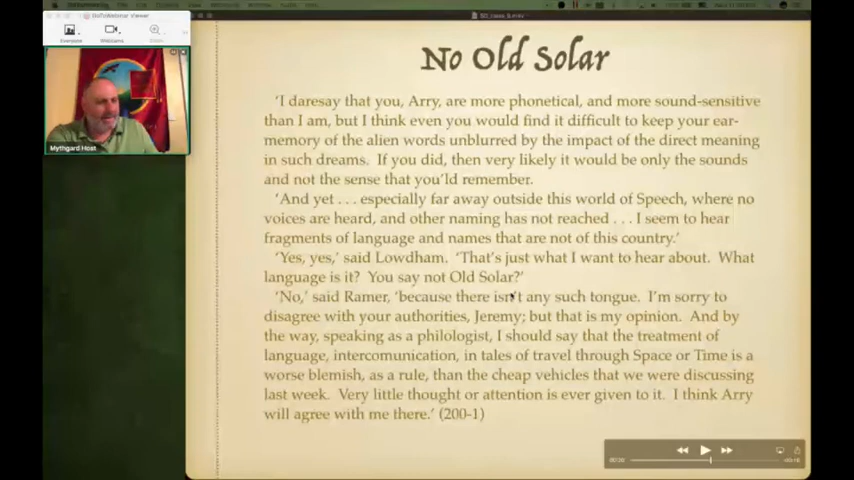 GoToWebinar Viewer
Everyone
Webcams
Mythgard Host
No Old Solar
'I daresay that you, Arry, are more phonetical, and more sound-sensitive
than I am, but I think even you would find it difficult to keep your ear-
memory of the alien words unblurred by the impact of the direct meaning
in such dreams. If you did, then very likely it would be only the sounds
and not the sense that you'ld remember.
'And yet . . . especially far away outside this world of Speech, where no
voices are heard, and other naming has not reached . . . I seem to hear
fragments of language and names that are not of this country.'
'Yes, yes,' said Lowdham. 'That's just what I want to hear about. What
language is it? You say not Old Solar?'
'No,' said Ramer, 'because there isn't any such tongue. I'm sorry to
disagree with your authorities, Jeremy; but that is my opinion. And by
the way, speaking as a philologist, I should say that the treatment of
language, intercomunication, in tales of travel through Space or Time is a
worse blemish, as a rule, than the cheap vehicles that we were discussing
last week. Very little thought or attention is ever given to it. I think Arry
will agree with me there.' (200-1)